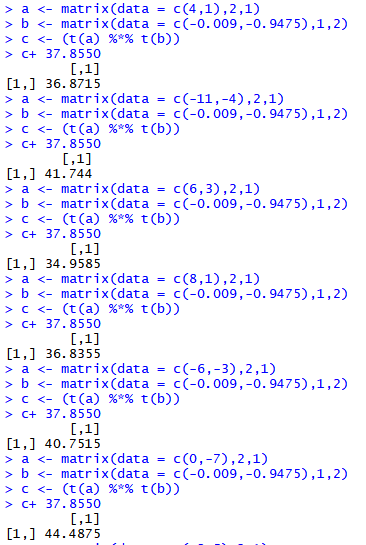 > a <- matrix(data = c(4,1),2,1)
> b <- matrix(data = c(-0.009,-0.9475),1,2)
> c <- (t(a) %*% t(b))
> c+ 37.8550
[,1]
[1,] 36.8715
> a <- matrix(data = c(-11,-4),2,1)
> b <- matrix(data = c(-0.009,-0.9475),1,2)
> c <- (t(a) %*% t(b))
> c+ 37.8550
[,1]
[1,] 41.744
> a <- matrix(data = c(6,3),2,1)
> b <- matrix(data = c(-0.009,-0.9475),1,2)
> c <- (t(a) %*% t(b))
> c+ 37.8550
[,1]
[1,] 34.9585
> a <- matrix(data = c(8,1),2,1)
> b <- matrix(data = c(-0.009,-0.9475),1,2)
> c <- (t(a) %*% t(b))
> c+ 37.8550
[,1]
[1,] 36.8355
> a <- matrix(data = c(-6,-3),2,1)
> b <- matrix(data = c(-0.009,-0.9475),1,2)
> c <- (t(a) %*% t(b))
> c+ 37.8550
[,1]
[1,] 40.7515
> a <- matrix(data = c(0,-7),2,1)
> b <- matrix(data = c(-0.009,-0.9475),1,2)
> c <- (t(a) %*% t(b))
> c+ 37.8550
[,1]
[1,] 44.4875